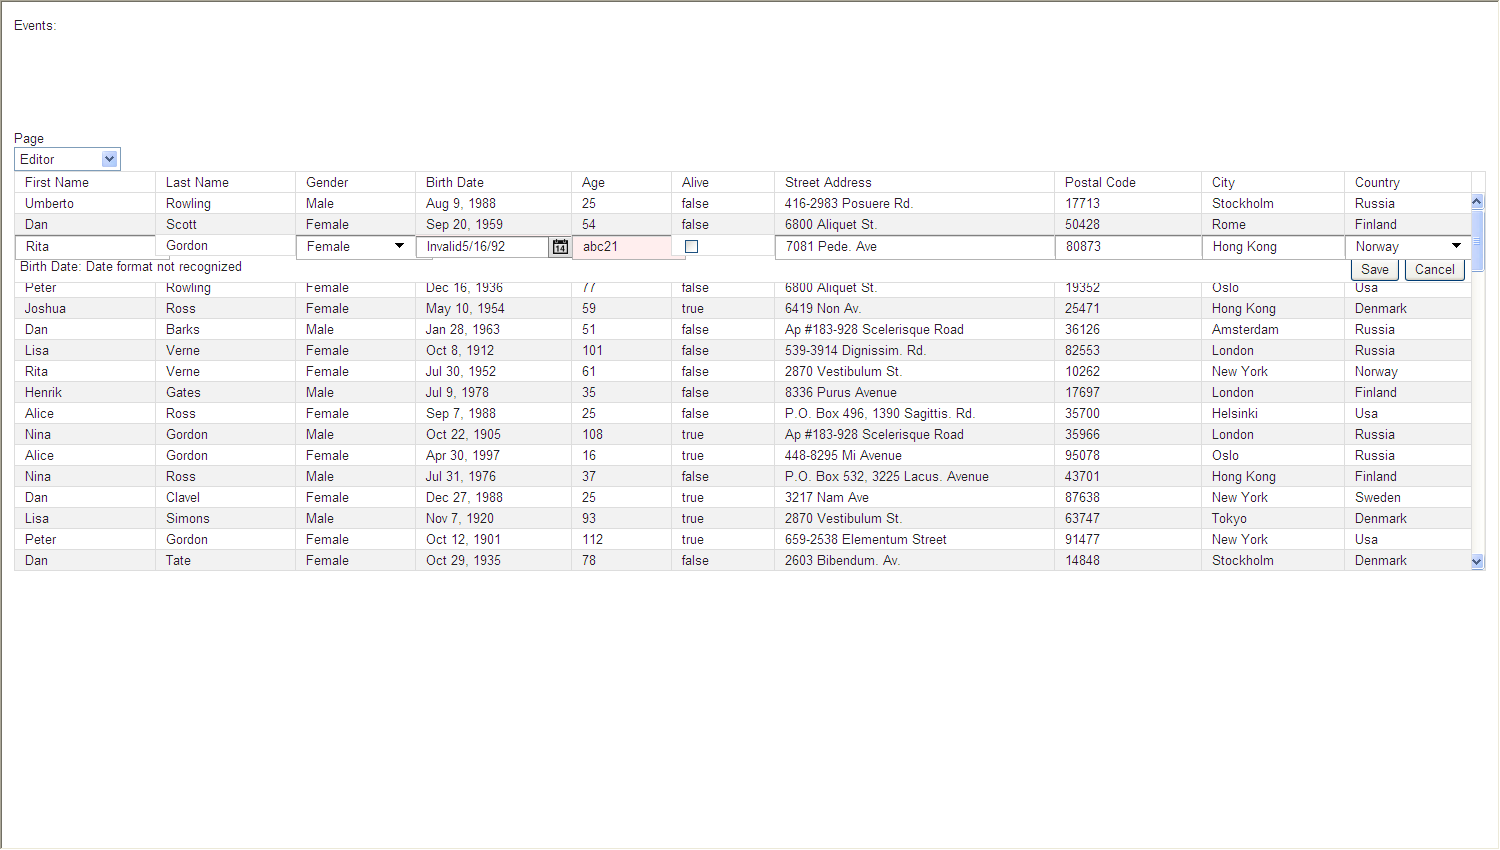 Events:
Page
Editor
First Name Last Name Gender Birth Date Age Alive Street Address Postal Code City Country
Umberto Rowling Male Aug 9, 1988 25 false 416-2983 Posuere Rd. 17713 Stockholm Russia
Dan Scott Female Sep 20, 1959 54 false 6800 Aliquet St. 50428 Rome Finland
Rita Gordon Female Invalid5/16/92 14 abc21 7081 Pede. Ave 80873 Hong Kong Norway
Birth Date: Date format not recognized Save Cancel
Peter Rowling Female Dec 16, 1936 77 false 6800 Aliquet St. 19352 Oslo Usa
Joshua Ross Female May 10, 1954 59 true 6419 Non Av. 25471 Hong Kong Denmark
Dan Barks Male Jan 28, 1963 51 false Ap #183-928 Scelerisque Road 36126 Amsterdam Russia
Lisa Verne Female Oct 8, 1912 101 false 539-3914 Dignissim. Rd. 82553 London Russia
Rita Verne Female Jul 30, 1952 61 false 2870 Vestibulum St. 10262 New York Norway
Henrik Gates Male Jul 9, 1978 35 false 8336 Purus Avenue 17697 London Finland
Alice Ross Female Sep 7, 1988 25 false P.O. Box 496, 1390 Sagittis. Rd. 35700 Helsinki Usa
Nina Gordon Male Oct 22, 1905 108 true Ap #183-928 Scelerisque Road 35966 London Russia
Alice Gordon Female Apr 30, 1997 16 true 448-8295 Mi Avenue 95078 Oslo Russia
Nina Ross Male Jul 31, 1976 37 false P.O. Box 532, 3225 Lacus. Avenue 43701 Hong Kong Finland
Dan Clavel Female Dec 27, 1988 25 true 3217 Nam Ave 87638 New York Sweden
Lisa Simons Male Nov 7, 1920 93 true 2870 Vestibulum St. 63747 Tokyo Denmark
Peter Gordon Female Oct 12, 1901 112 true 659-2538 Elementum Street 91477 New York Usa
Dan Tate Female Oct 29, 1935 78 false 2603 Bibendum. Av. 14848 Stockholm Denmark